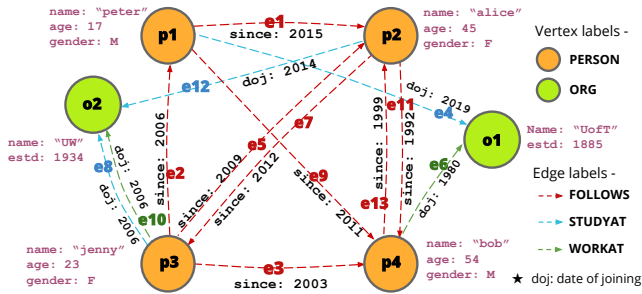 name: "peter"
age: 17
gender: M
p1
e1
since: 2015
p2
name: "alice"
age: 45
gender: F
Vertex labels -
PERSON
ORG
o2
name: "UW"
estd: 1934
e12
doj: 2014
doj: 2019
e4
o1
Name: "UofT"
estd: 1885
e8
doj: 2006
doj: 2006
e10
since: 2006
e2
since: 2009
e5
since: 2012
e7
e9
since: 2011
since: 1999
e13
e11
since: 1992
e6
doj: 1980
Edge labels -
FOLLOWS
STUDYAT
WORKAT
name: "jenny"
age: 23
gender: F
p3
e3
since: 2003
p4
name: "bob"
age: 54
gender: M
★ doj: date of joining